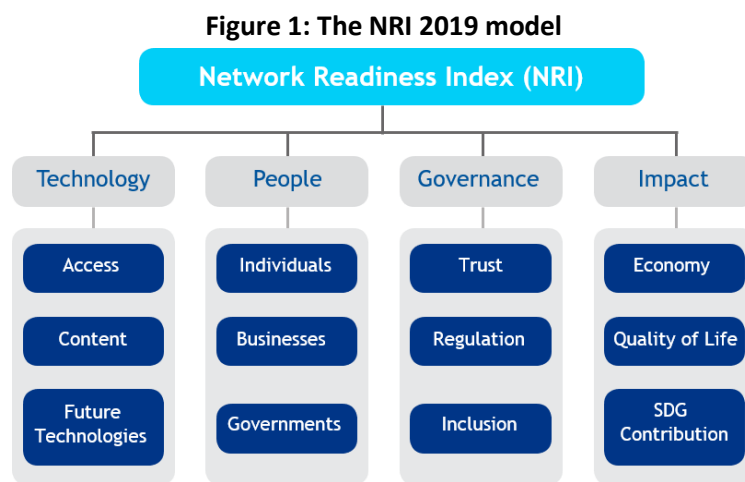 Figure 1: The NRI 2019 model
Network Readiness Index (NRI)
Technology
People
Governance
Impact
Access
Individuals
Trust
Economy
Content
Businesses
Regulation
Quality of Life
Future
Technologies
Governments
Inclusion
SDG
Contribution